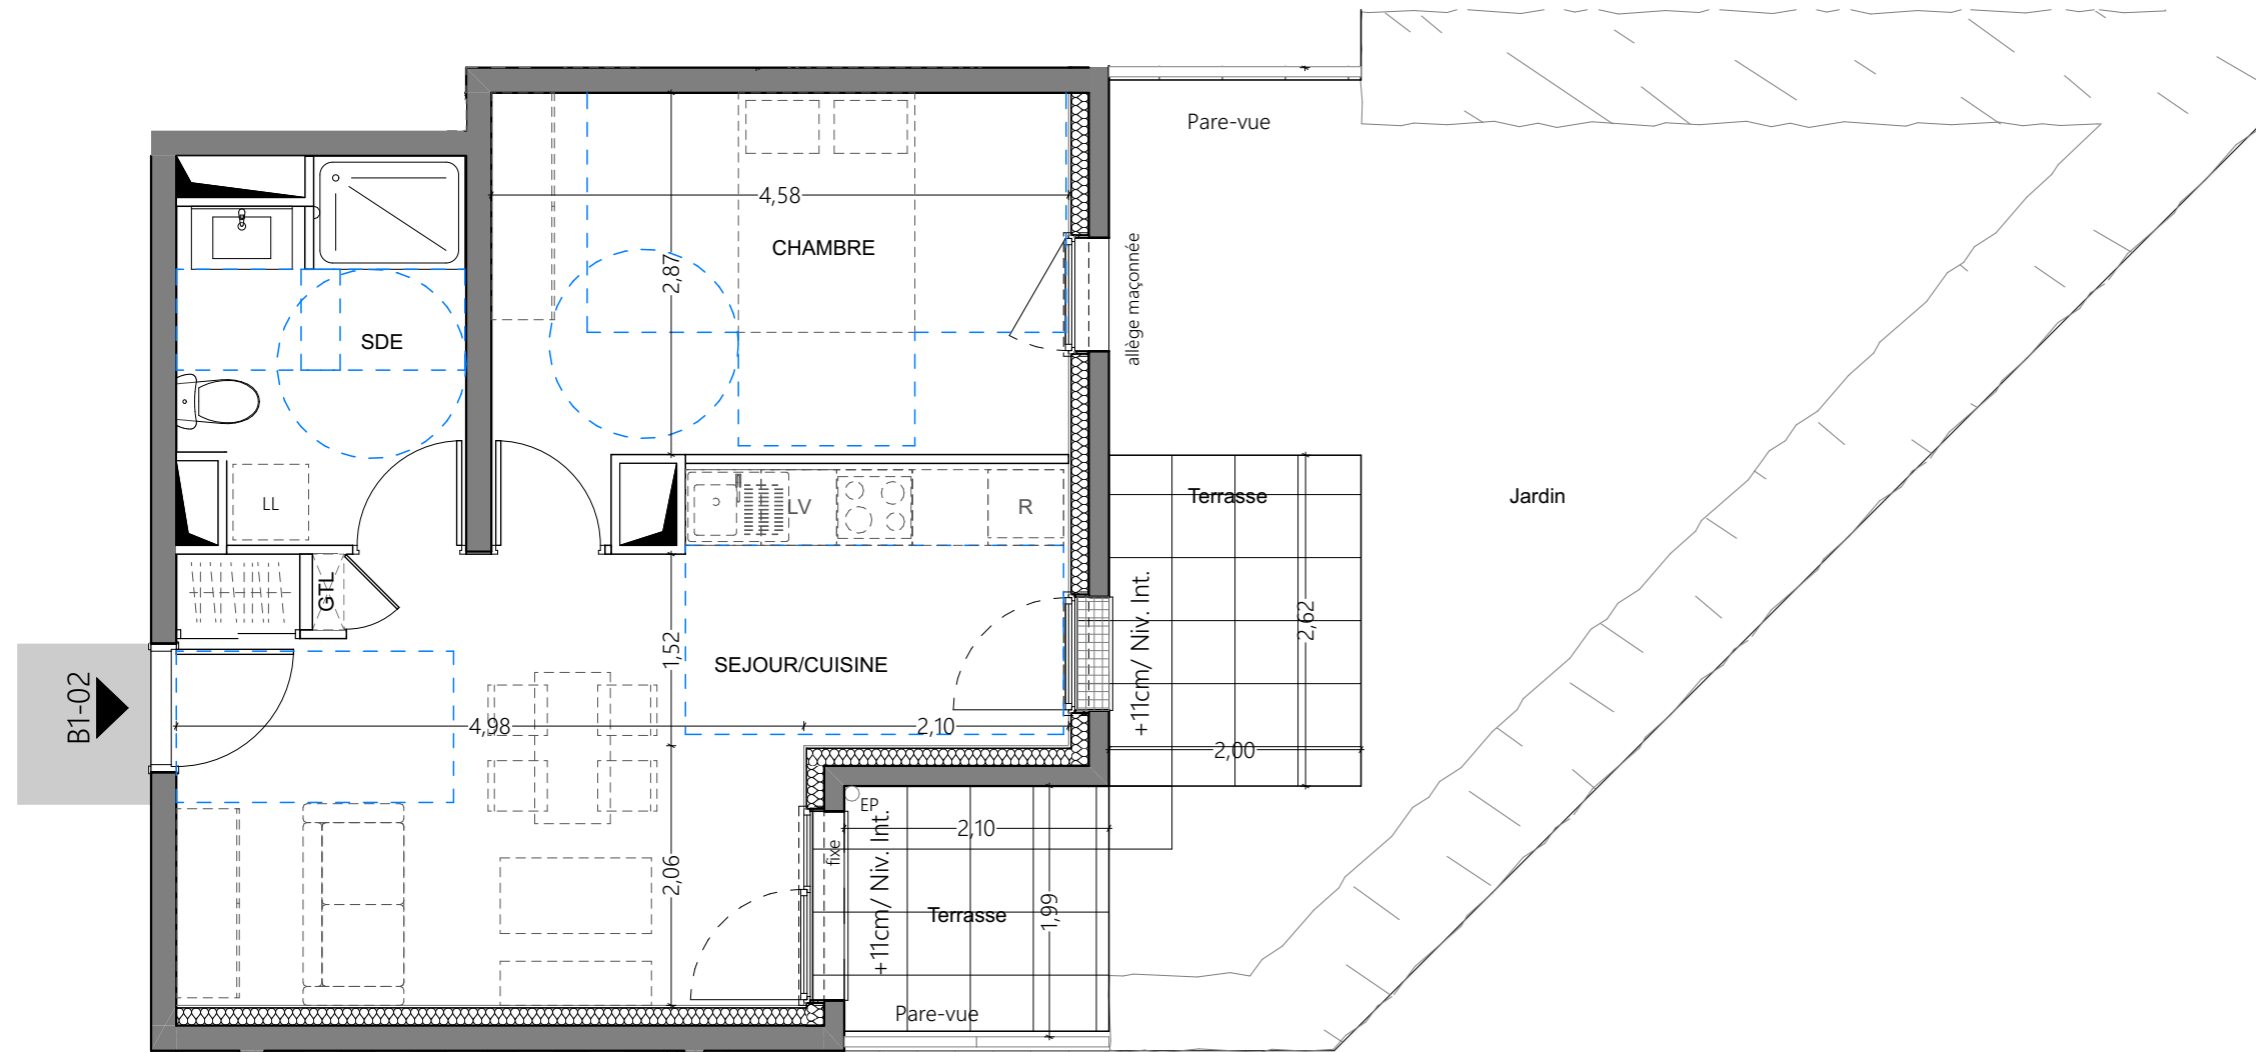 Pare-vue
4,58
CHAMBRE
2,87
allège maçonnée
SDE
LL
LV
R
Terrasse
Jardin
GTL
+11cm/ Niv. Int.
2,62
1,52
SEJOUR/CUISINE
B1-02
4,98
2,10
2,00
EP
2,10
fixe
+11cm/ Niv. Int.
2,06
Terrasse
1,99
Pare-vue